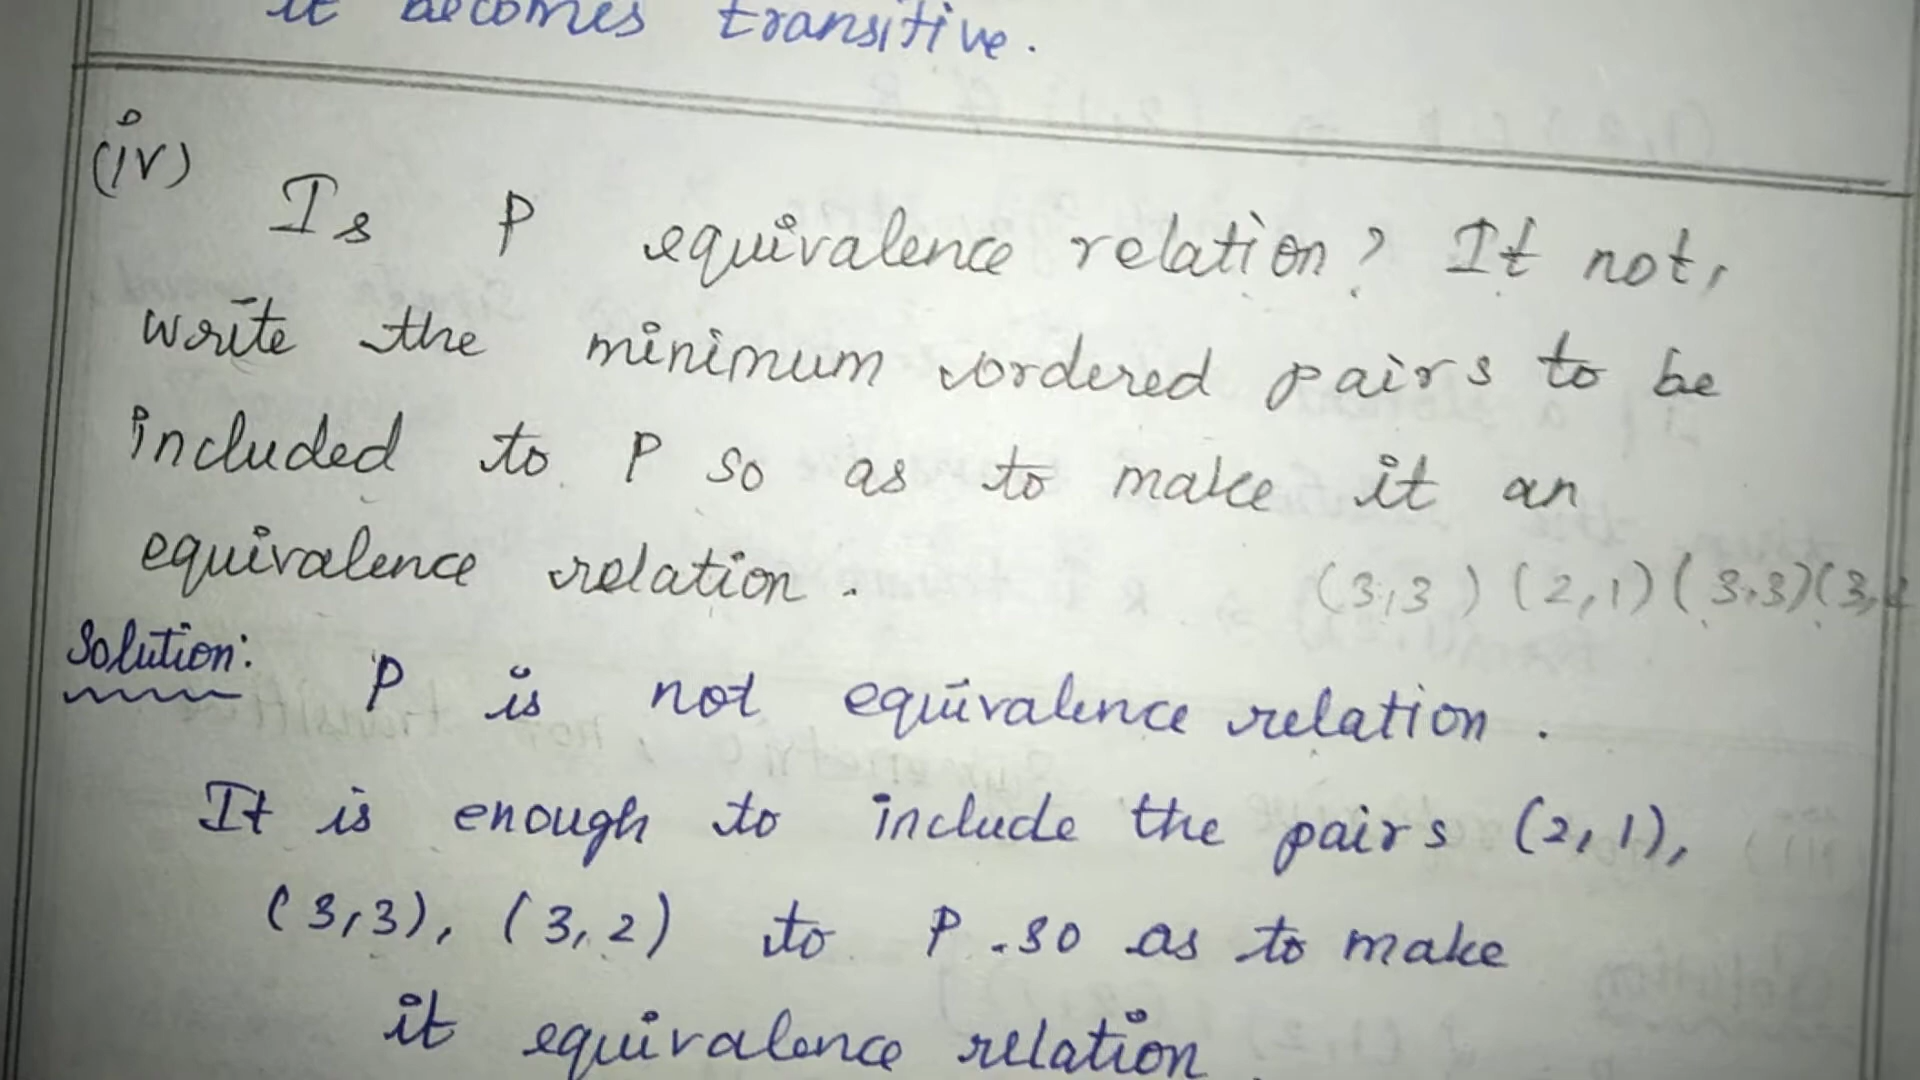 it becomes transitive.
(iv) Is P equivalence relation? It not,
write the minimum ordered pairs to be
included to P so as to make it an
equivalence relation.
(3,3) (2,1) (3,3) (3,
Solution: P is not equivalence relation.
It is enough to include the pairs (2,1),
(3,3), (3,2) to P so as to make
it equivalence relation